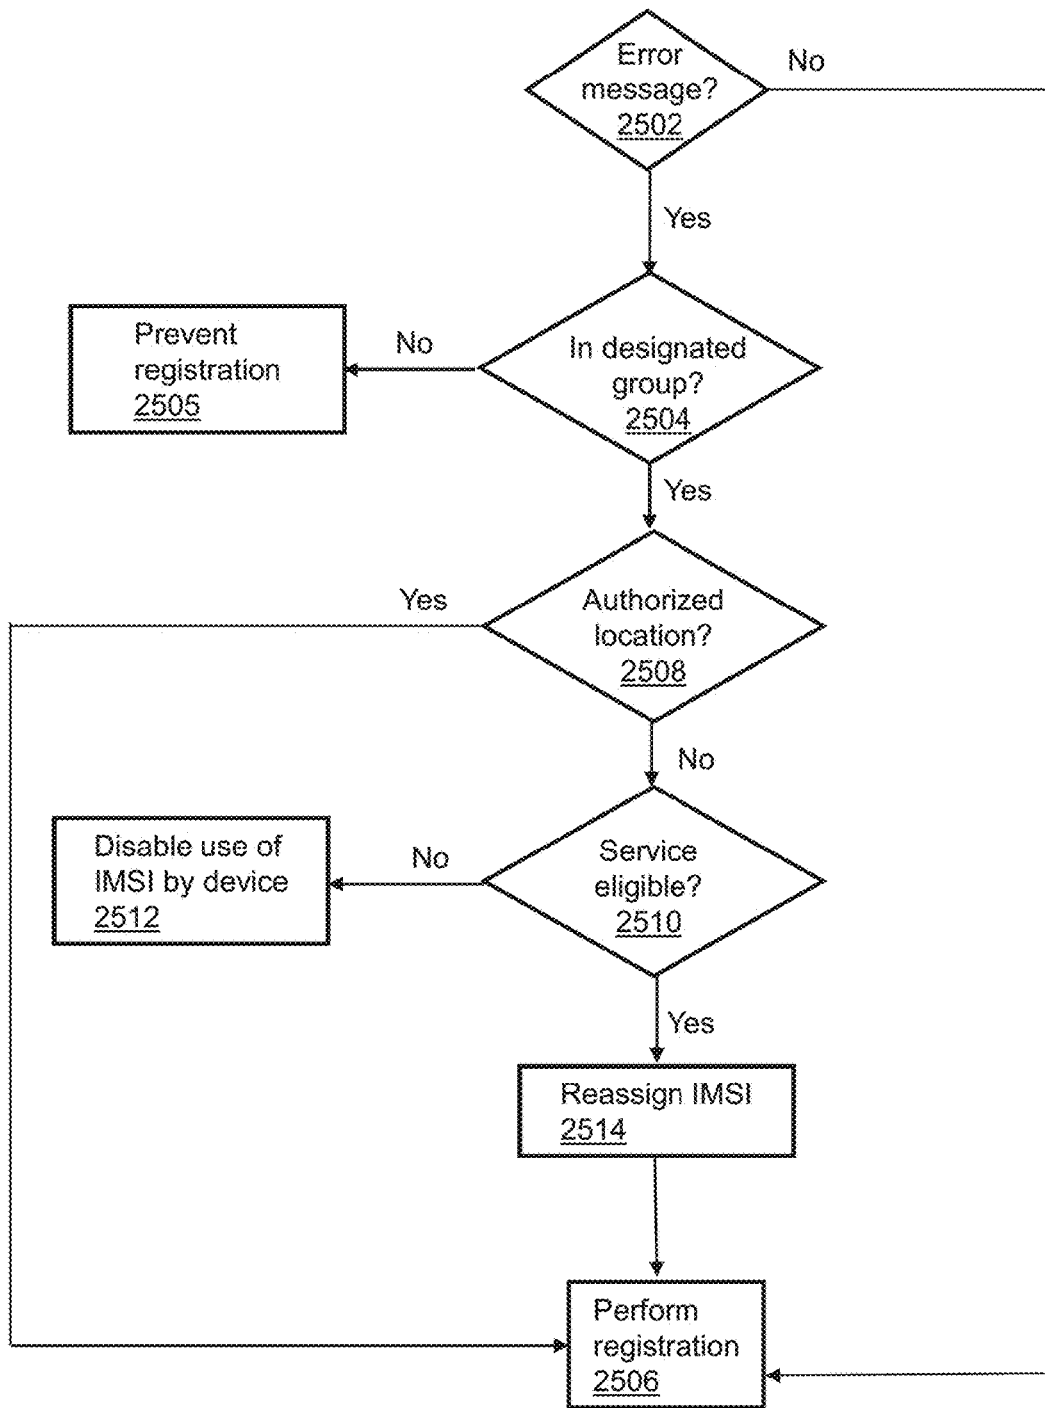 Error
message?
2502
No
Yes
In designated
group?
2504
No
Prevent
registration
2505
Yes
Authorized
location?
2508
Yes
No
Service
eligible?
2510
No
Disable use of
IMSI by device
2512
Yes
Reassign IMSI
2514
Perform
registration
2506